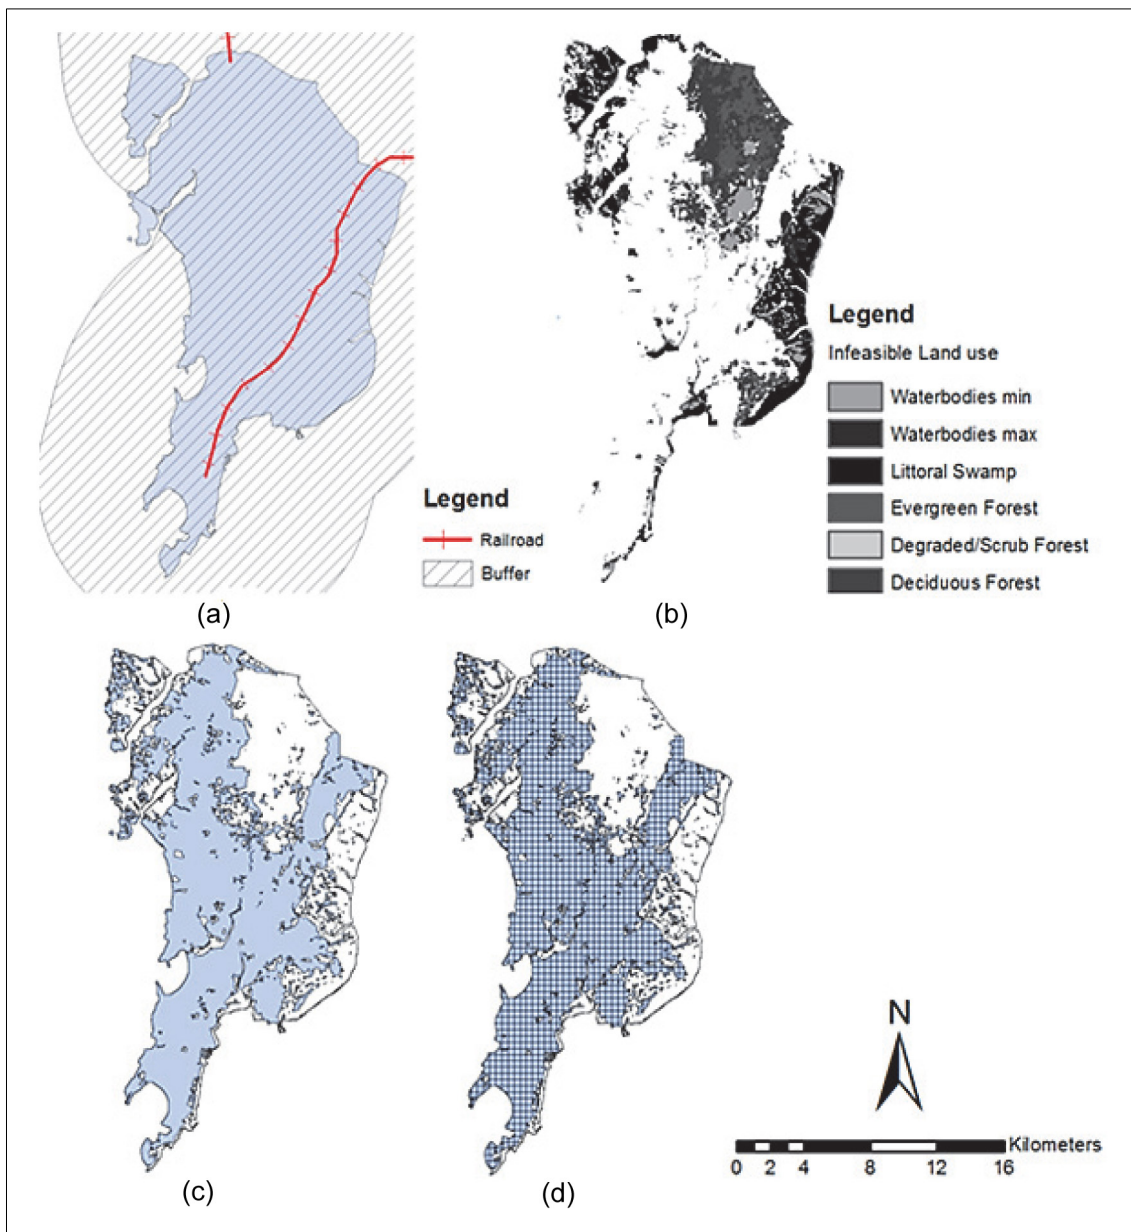 Legend
Railroad
Buffer
(a)
Legend
Infeasible Land use
Waterbodies min
Waterbodies max
Littoral Swamp
Evergreen Forest
Degraded/Scrub Forest
Deciduous Forest
(b)
(c)
(d)
N
Kilometers
0 2 4 8 12 16